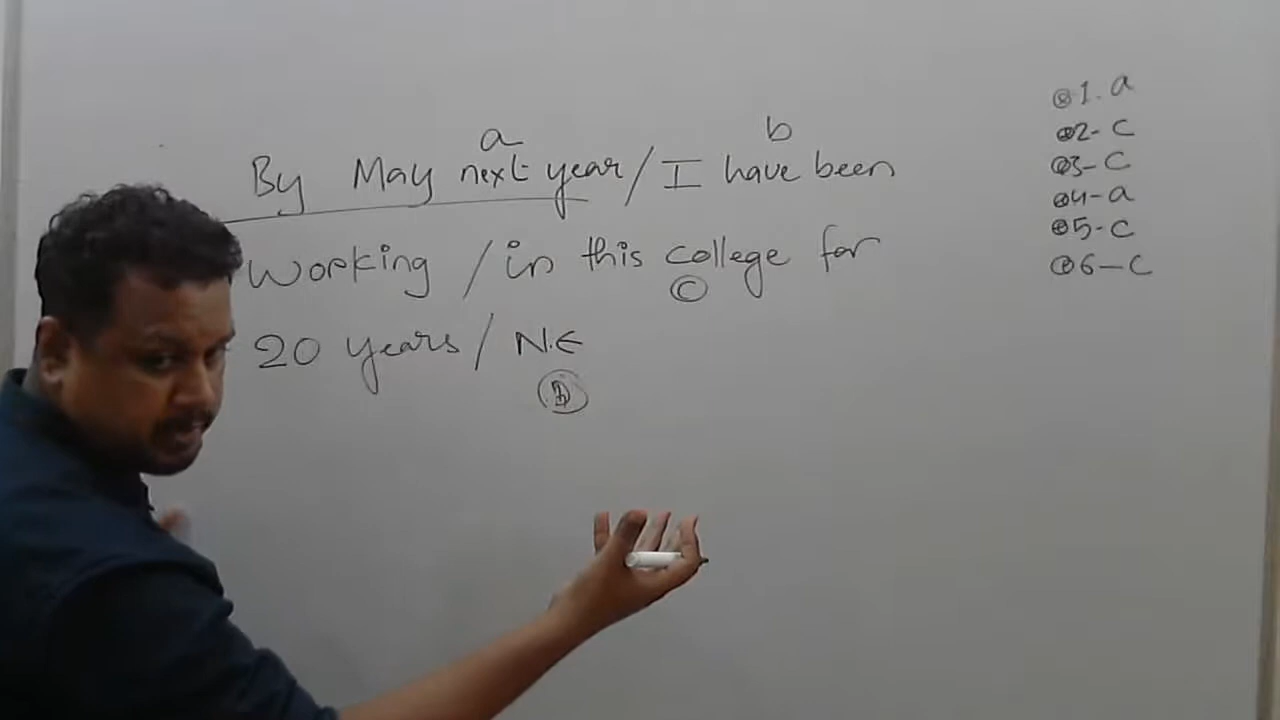 a
b
By May next year / I have been
working / in this college for
C
20 years / N.E
D
1. a
2- C
3- C
4- a
5- C
6- C